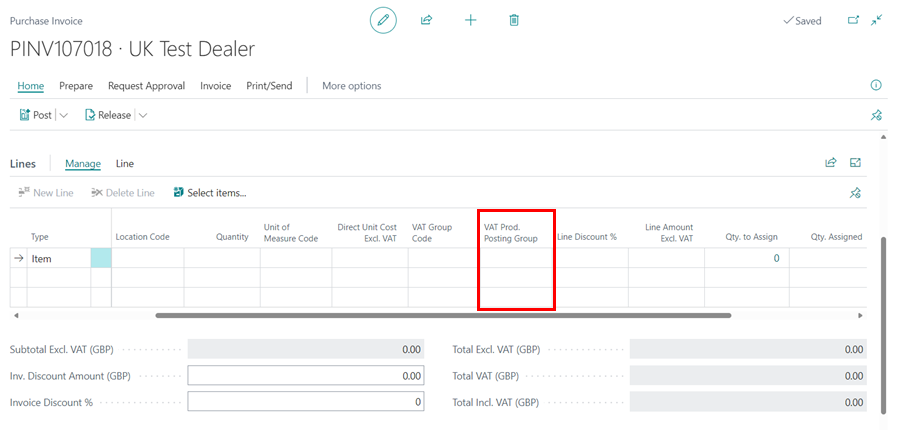 Purchase Invoice
Saved
PINV107018 · UK Test Dealer
Home Prepare Request Approval Invoice Print/Send More options
Post Release
Lines Manage Line
New Line Delete Line Select items...
Type Location Code Quantity Unit of Measure Code Direct Unit Cost Excl. VAT VAT Group Code VAT Prod. Posting Group Line Discount % Line Amount Excl. VAT Qty. to Assign Qty. Assigned
Item 0
Subtotal Excl. VAT (GBP) 0.00 Total Excl. VAT (GBP) 0.00
Inv. Discount Amount (GBP) 0.00 Total VAT (GBP) 0.00
Invoice Discount % 0 Total Incl. VAT (GBP) 0.00